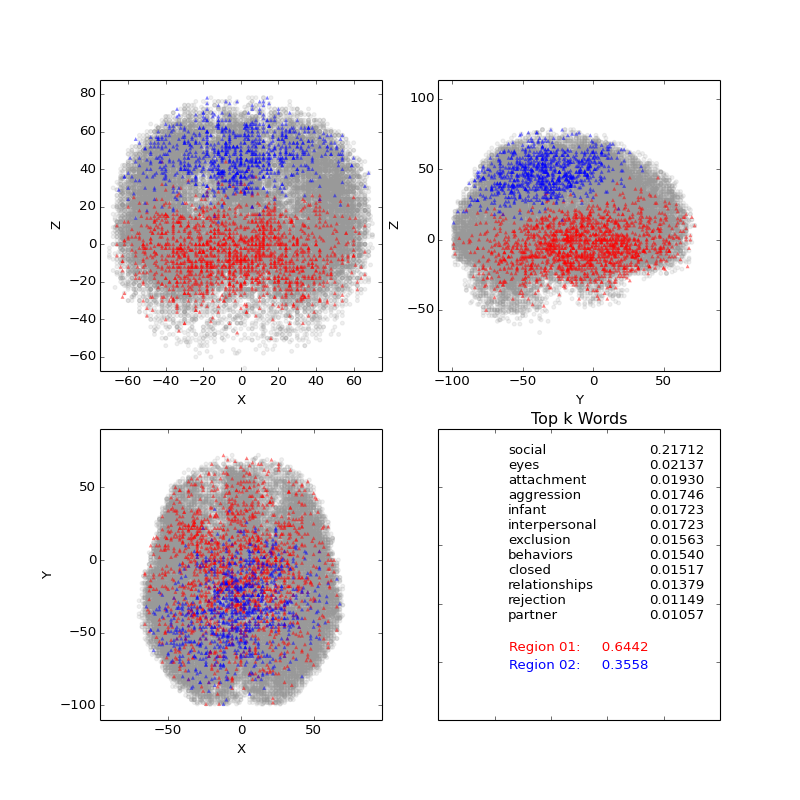 80
60
40
20
0
−20
−40
−60
Z
−60 −40 −20 0 20 40 60
X
100
50
0
−50
Z
−100 −50 0 50
Y
50
0
−50
−100
Y
−50 0 50
X
Top k Words
social 0.21712
eyes 0.02137
attachment 0.01930
aggression 0.01746
infant 0.01723
interpersonal 0.01723
exclusion 0.01563
behaviors 0.01540
closed 0.01517
relationships 0.01379
rejection 0.01149
partner 0.01057
Region 01: 0.6442
Region 02: 0.3558